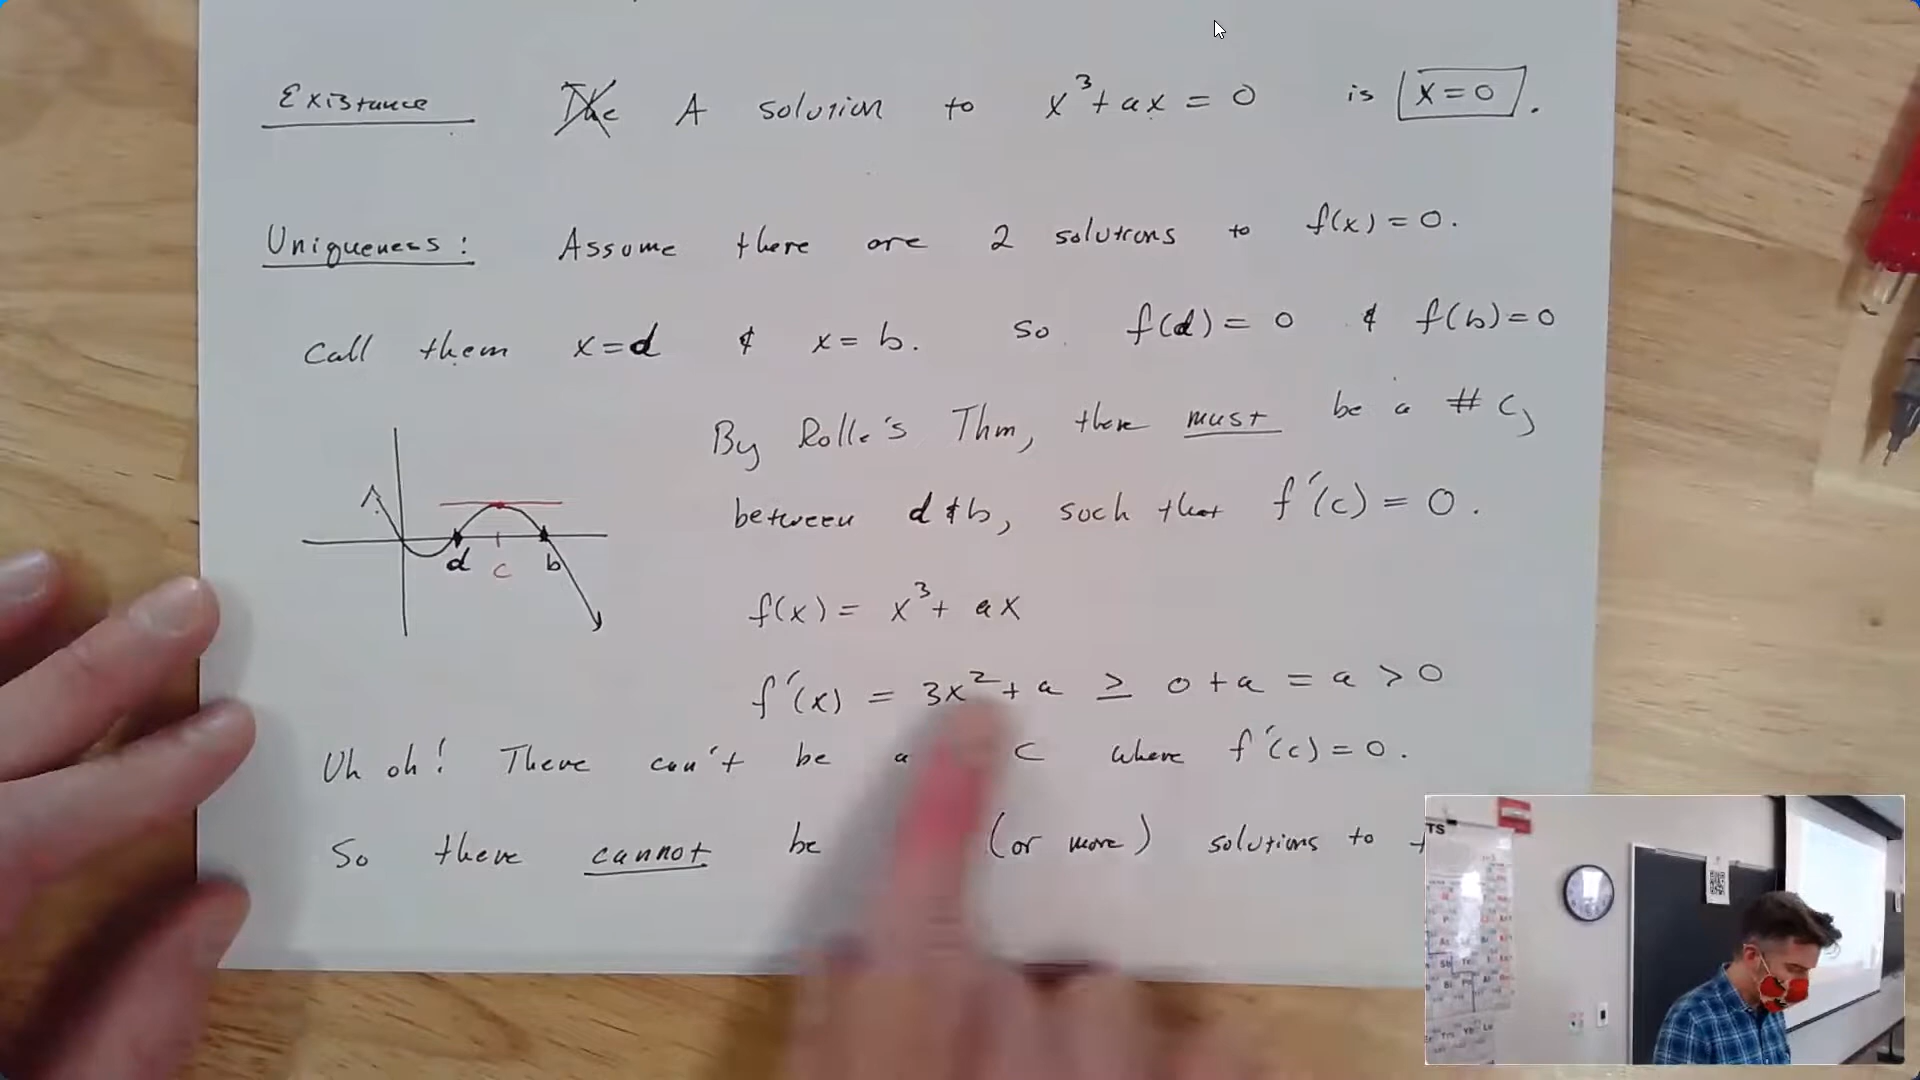 Existance The A solution to x³+ax = 0 is x=0.
Uniqueness: Assume there are 2 solutions to f(x) = 0.
Call them x=d & x= b. So f(d) = 0 & f(b)=0
By Rolle's Thm, there must be a # c,
between d & b, such that f'(c) = 0.
d c b
f(x) = x³+ ax
f'(x) = 3x²+ a ≥ 0+a = a > 0
Uh oh! There can't be a c where f'(c) = 0.
So there cannot be (or more) solutions to
TS